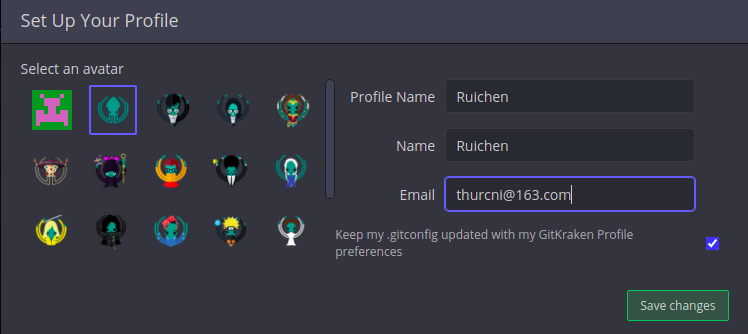 Set Up Your Profile
Select an avatar
Profile Name
Ruichen
Name
Ruichen
Email
thurcni@163.com
Keep my .gitconfig updated with my GitKraken Profile
preferences
Save changes